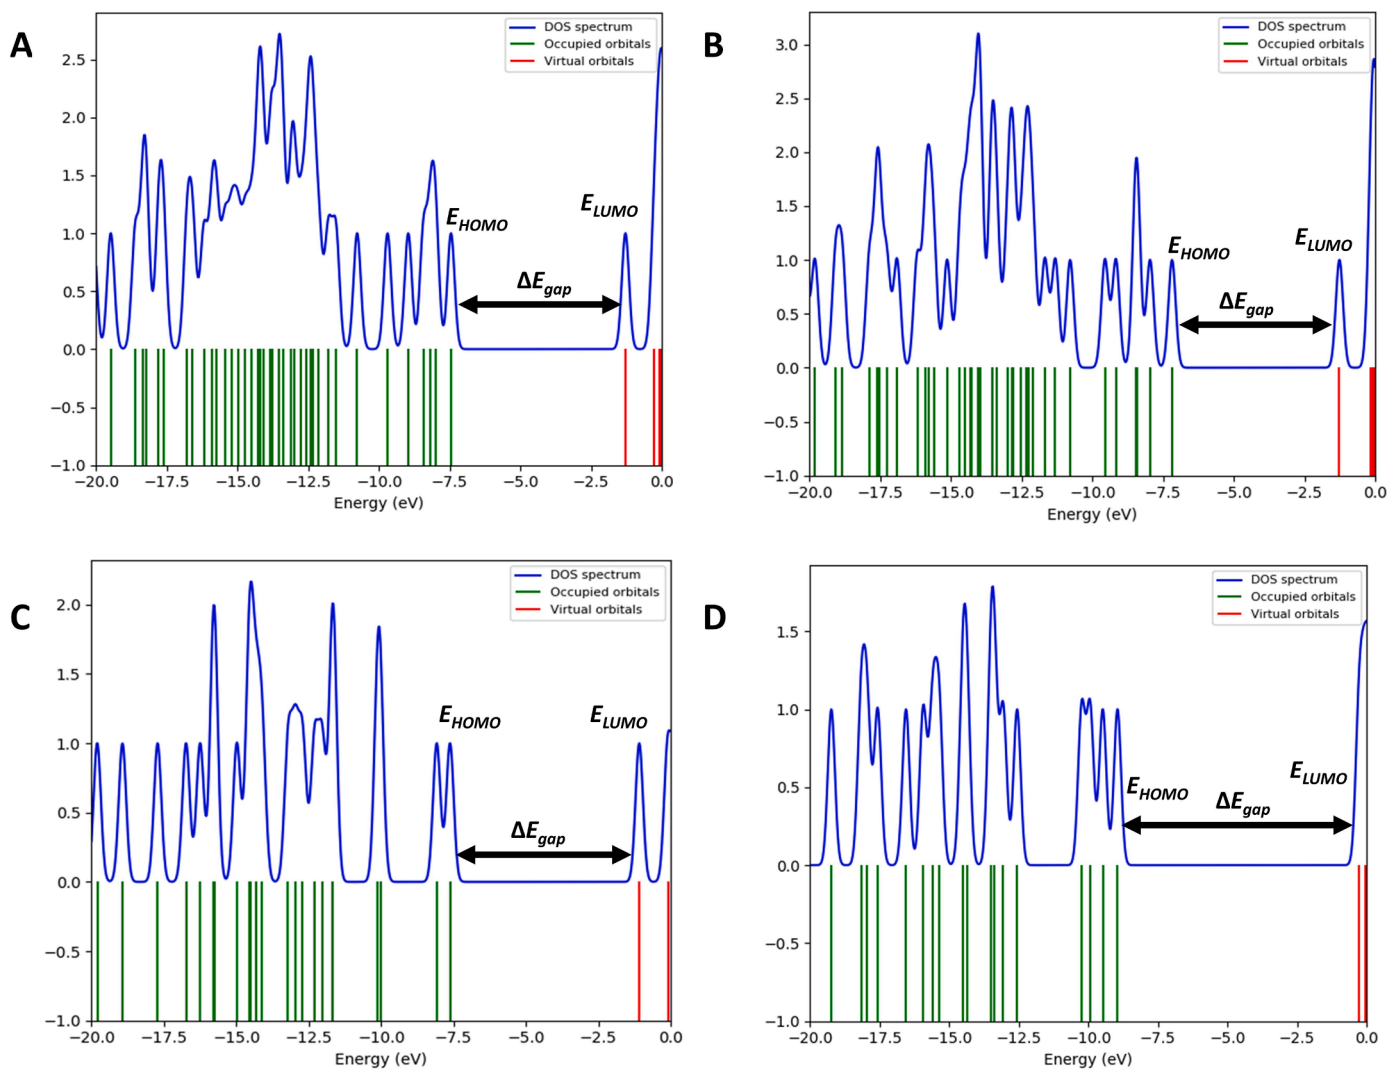 A
DOS spectrum
Occupied orbitals
Virtual orbitals
2.5
2.0
1.5
1.0
0.5
0.0
−0.5
−1.0
E_HOMO
E_LUMO
ΔE_gap
−20.0 −17.5 −15.0 −12.5 −10.0 −7.5 −5.0 −2.5 0.0
Energy (eV)
B
DOS spectrum
Occupied orbitals
Virtual orbitals
3.0
2.5
2.0
1.5
1.0
0.5
0.0
−0.5
−1.0
E_HOMO
E_LUMO
ΔE_gap
−20.0 −17.5 −15.0 −12.5 −10.0 −7.5 −5.0 −2.5 0.0
Energy (eV)
C
DOS spectrum
Occupied orbitals
Virtual orbitals
2.0
1.5
1.0
0.5
0.0
−0.5
−1.0
E_HOMO
E_LUMO
ΔE_gap
−20.0 −17.5 −15.0 −12.5 −10.0 −7.5 −5.0 −2.5 0.0
Energy (eV)
D
DOS spectrum
Occupied orbitals
Virtual orbitals
1.5
1.0
0.5
0.0
−0.5
−1.0
E_HOMO
E_LUMO
ΔE_gap
−20.0 −17.5 −15.0 −12.5 −10.0 −7.5 −5.0 −2.5 0.0
Energy (eV)